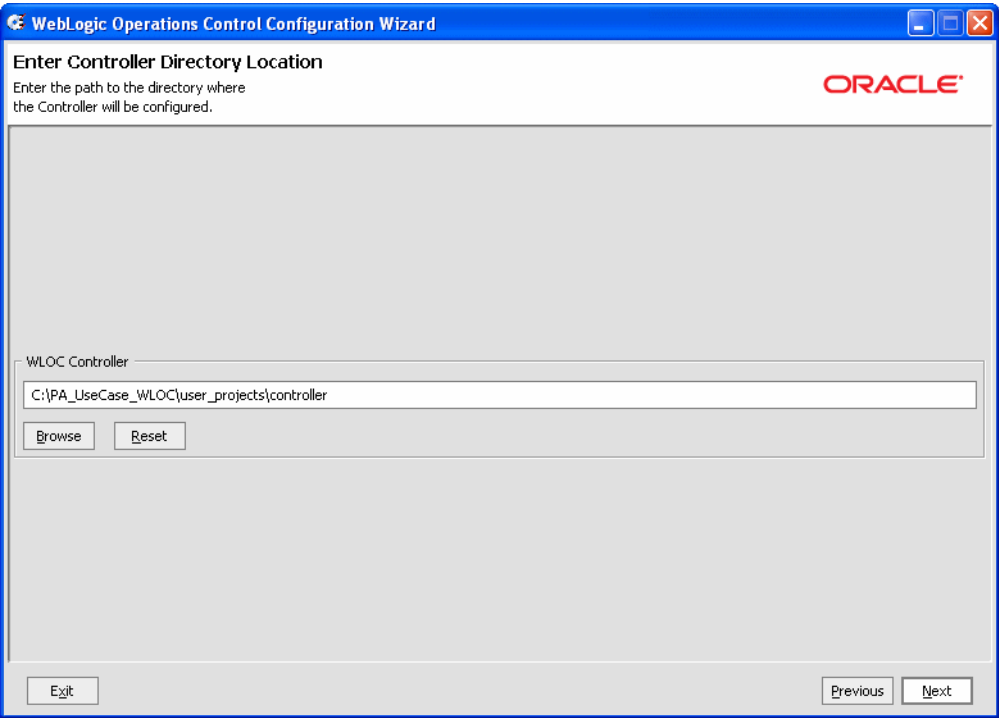 WebLogic Operations Control Configuration Wizard
Enter Controller Directory Location
Enter the path to the directory where
the Controller will be configured.
ORACLE
WLOC Controller
C:\PA_UseCase_WLOC\user_projects\controller
Browse Reset
Exit Previous Next